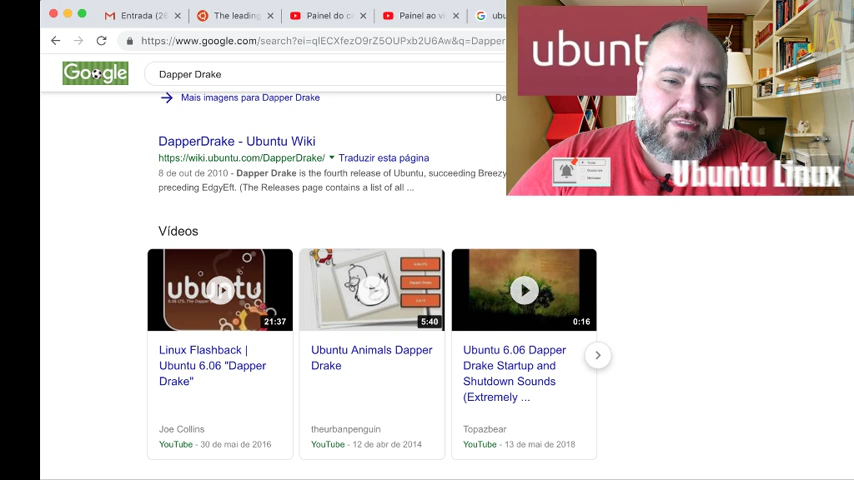 Entrada (26
The leading
Painel do ca
Painel ao vi
ubu
https://www.google.com/search?ei=qlECXfezO9rZ5OUPxb2U6Aw&q=Dapper
Google
Dapper Drake
Mais imagens para Dapper Drake
De
DapperDrake - Ubuntu Wiki
https://wiki.ubuntu.com/DapperDrake/ Traduzir esta página
8 de out de 2010 - Dapper Drake is the fourth release of Ubuntu, succeeding Breezy
preceding EdgyEft. (The Releases page contains a list of all ...
ubuntu
Ubuntu Linux
Vídeos
ubuntu
21:37
5:40
0:16
Linux Flashback |
Ubuntu 6.06 "Dapper
Drake"
Joe Collins
YouTube - 30 de mai de 2016
Ubuntu Animals Dapper
Drake
theurbanpenguin
YouTube - 12 de abr de 2014
Ubuntu 6.06 Dapper
Drake Startup and
Shutdown Sounds
(Extremely ...
Topazbear
YouTube - 13 de mai de 2018